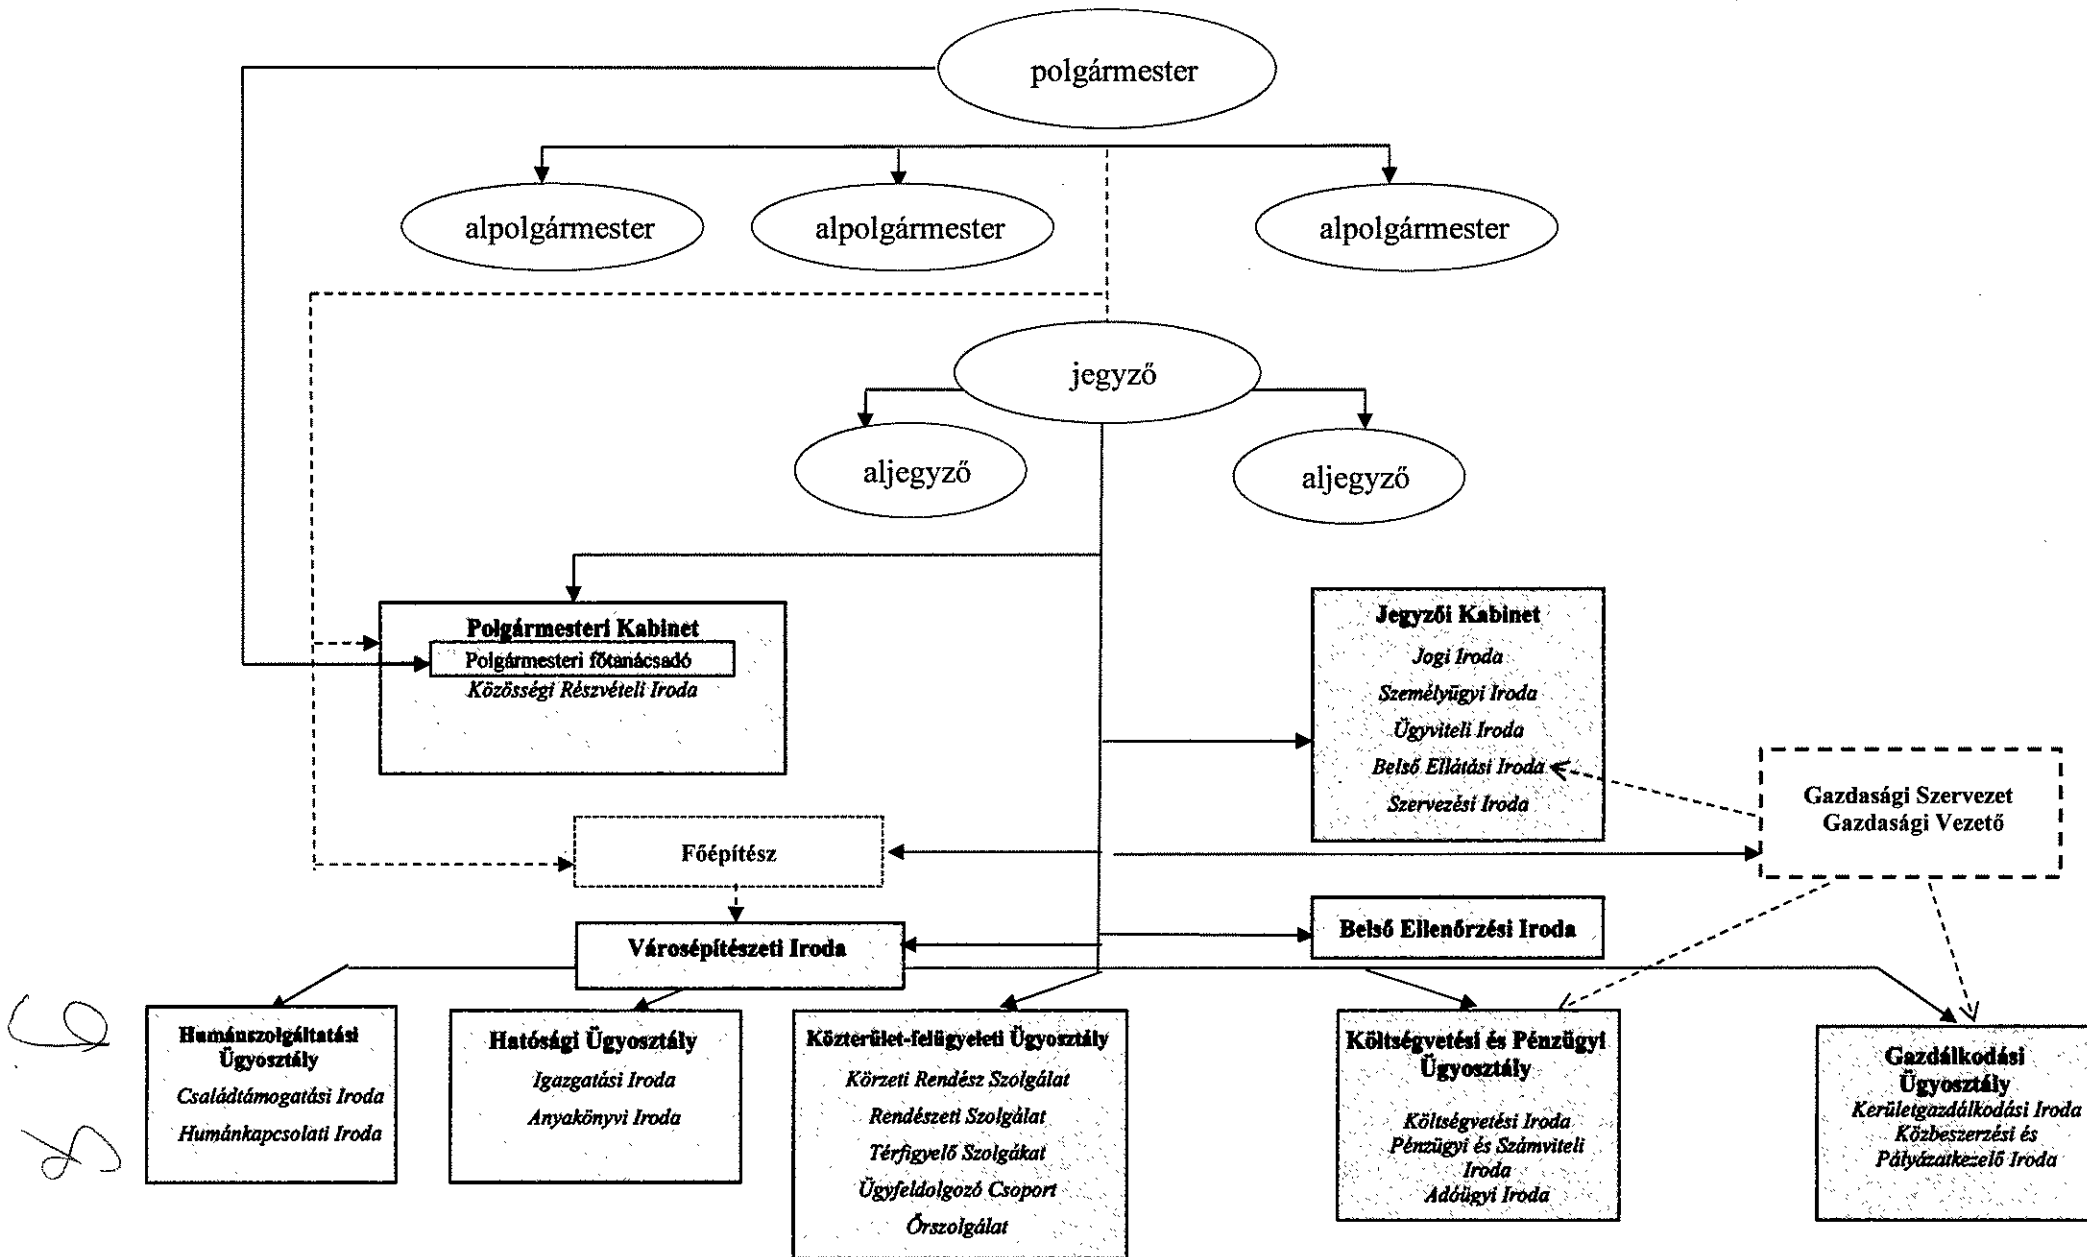 polgármester
alpolgármester
alpolgármester
alpolgármester
jegyző
aljegyző
aljegyző
Polgármesteri Kabinet
Polgármesteri főtanácsadó
Közösségi Részvételi Iroda
Jegyzői Kabinet
Jogi Iroda
Személyügyi Iroda
Ügyviteli Iroda
Belső Ellátási Iroda
Szervezési Iroda
Gazdasági Szervezet
Gazdasági Vezető
Főépítész
Városépítészeti Iroda
Belső Ellenőrzési Iroda
Humánszolgáltatási
Ügyosztály
Családtámogatási Iroda
Humánkapcsolati Iroda
Hatósági Ügyosztály
Igazgatási Iroda
Anyakönyvi Iroda
Közterület-felügyeleti Ügyosztály
Körzeti Rendész Szolgálat
Rendészeti Szolgálat
Térfigyelő Szolgákat
Ügyfeldolgozó Csoport
Őrszolgálat
Költségvetési és Pénzügyi
Ügyosztály
Költségvetési Iroda
Pénzügyi és Számviteli
Iroda
Adóügyi Iroda
Gazdálkodási
Ügyosztály
Kerületgazdálkodási Iroda
Közbeszerzési és
Pályázatkezelő Iroda